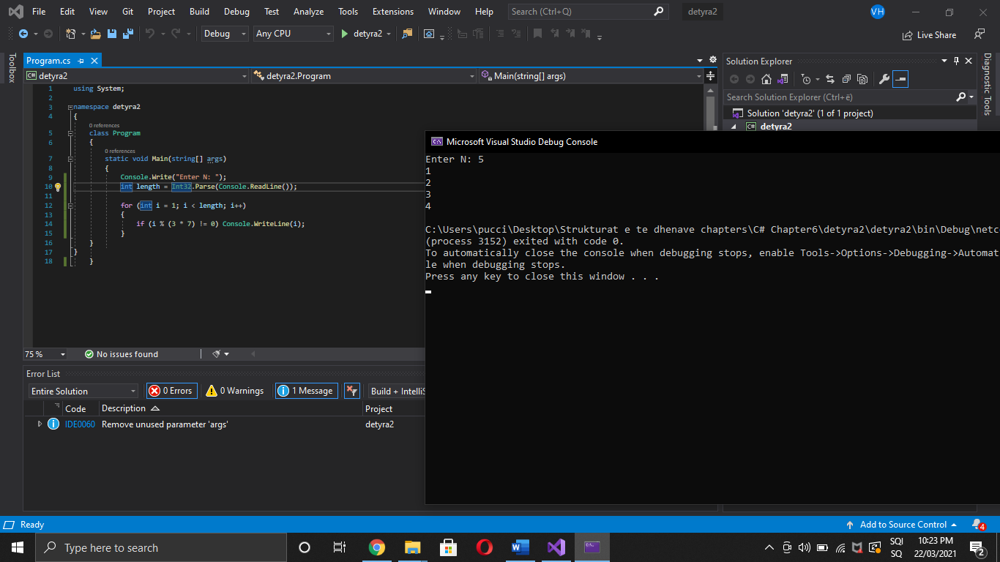 File Edit View Git Project Build Debug Test Analyze Tools Extensions Window Help Search (Ctrl+Q) detyra2 VH
Debug Any CPU detyra2 Live Share
Toolbox
Program.cs
detyra2 detyra2.Program Main(string[] args)
1 using System;
2
3 namespace detyra2
4 {
0 references
5 class Program
6 {
0 references
7 static void Main(string[] args)
8 {
9 Console.Write("Enter N: ");
10 int length = Int32.Parse(Console.ReadLine());
11
12 for (int i = 1; i < length; i++)
13 {
14 if (i % (3 * 7) != 0) Console.WriteLine(i);
15 }
16 }
17 }
18 }
75 % No issues found
Solution Explorer
Search Solution Explorer (Ctrl+ë)
Solution 'detyra2' (1 of 1 project)
detyra2
Diagnostic Tools
Microsoft Visual Studio Debug Console
Enter N: 5
1
2
3
4
C:\Users\pucci\Desktop\Strukturat e te dhenave chapters\C# Chapter6\detyra2\detyra2\bin\Debug\netco
(process 3152) exited with code 0.
To automatically close the console when debugging stops, enable Tools->Options->Debugging->Automat
le when debugging stops.
Press any key to close this window . . .
Error List
Entire Solution 0 Errors 0 Warnings 1 Message Build + IntelliS
Code Description Project
IDE0060 Remove unused parameter 'args' detyra2
Ready Add to Source Control 4
Type here to search SQJ 10:23 PM
SQ 22/03/2021 2